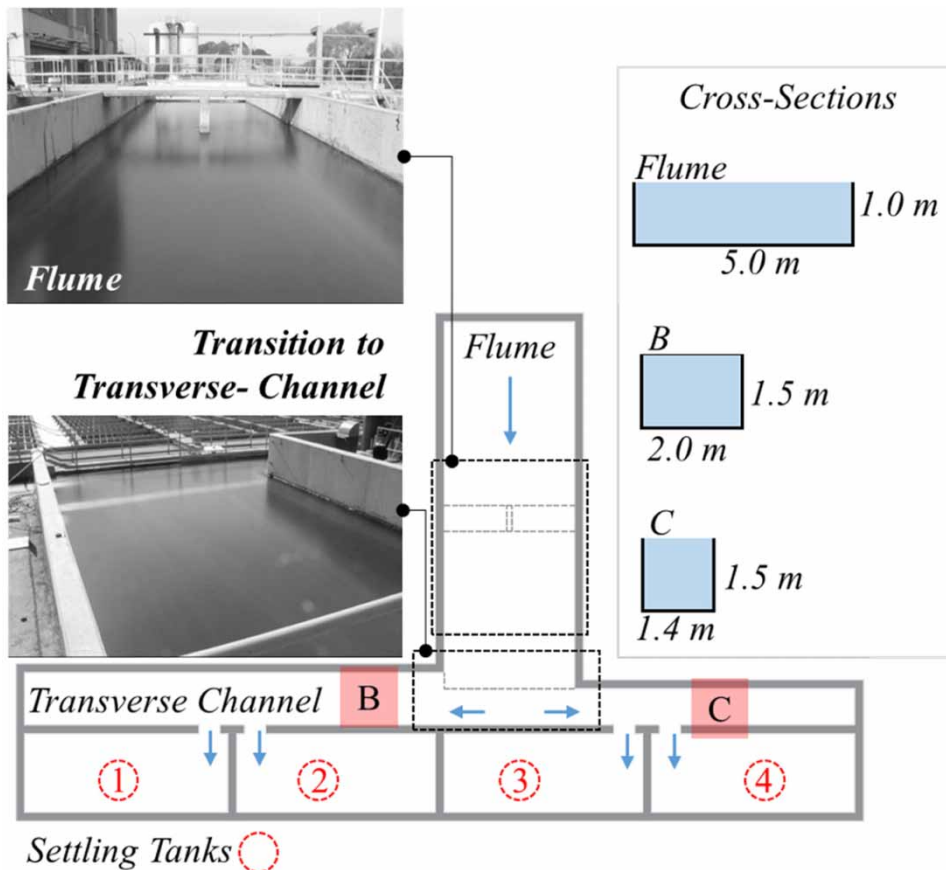 Flume
Transition to
Transverse- Channel
Flume
Cross-Sections
Flume
1.0 m
5.0 m
B
1.5 m
2.0 m
C
1.5 m
1.4 m
Transverse Channel
B
C
1
2
3
4
Settling Tanks